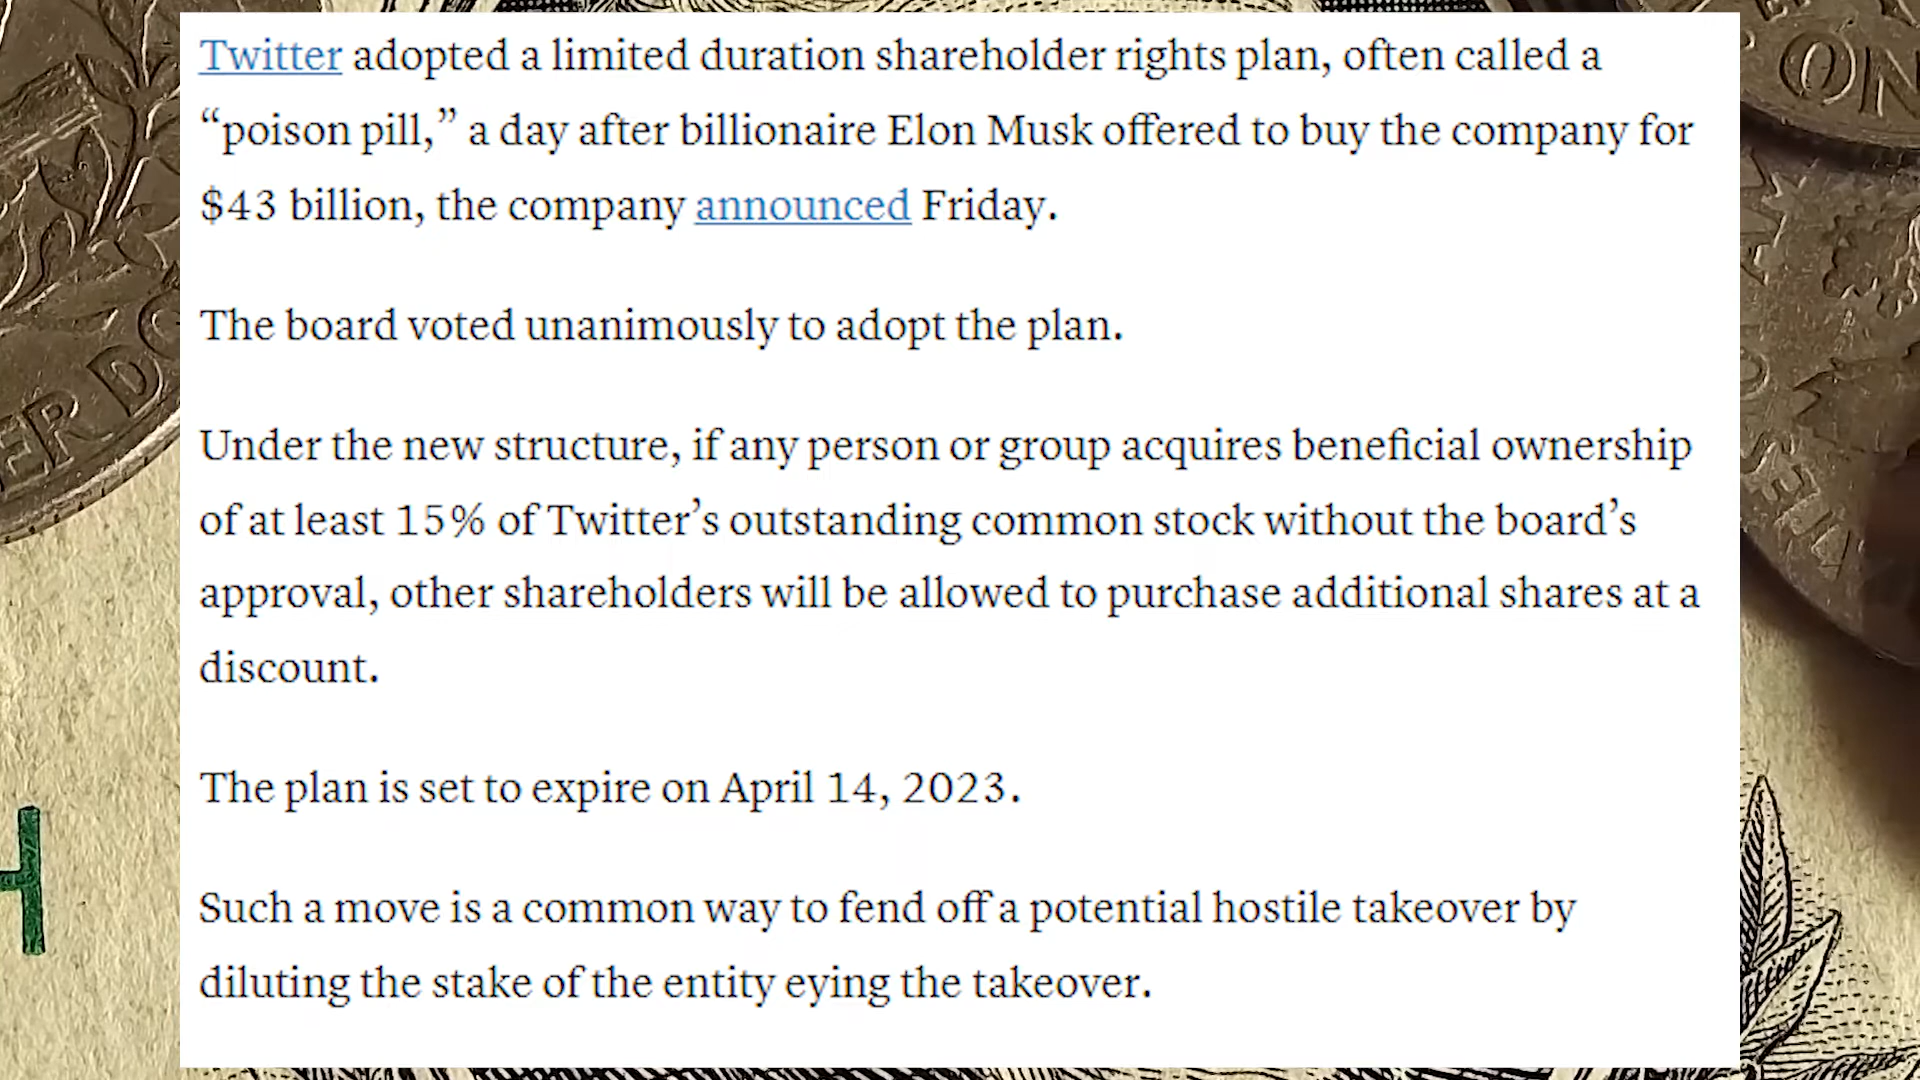 Twitter adopted a limited duration shareholder rights plan, often called a
“poison pill,” a day after billionaire Elon Musk offered to buy the company for
$43 billion, the company announced Friday.
The board voted unanimously to adopt the plan.
Under the new structure, if any person or group acquires beneficial ownership
of at least 15% of Twitter’s outstanding common stock without the board’s
approval, other shareholders will be allowed to purchase additional shares at a
discount.
The plan is set to expire on April 14, 2023.
Such a move is a common way to fend off a potential hostile takeover by
diluting the stake of the entity eying the takeover.
ER DO
ON
H